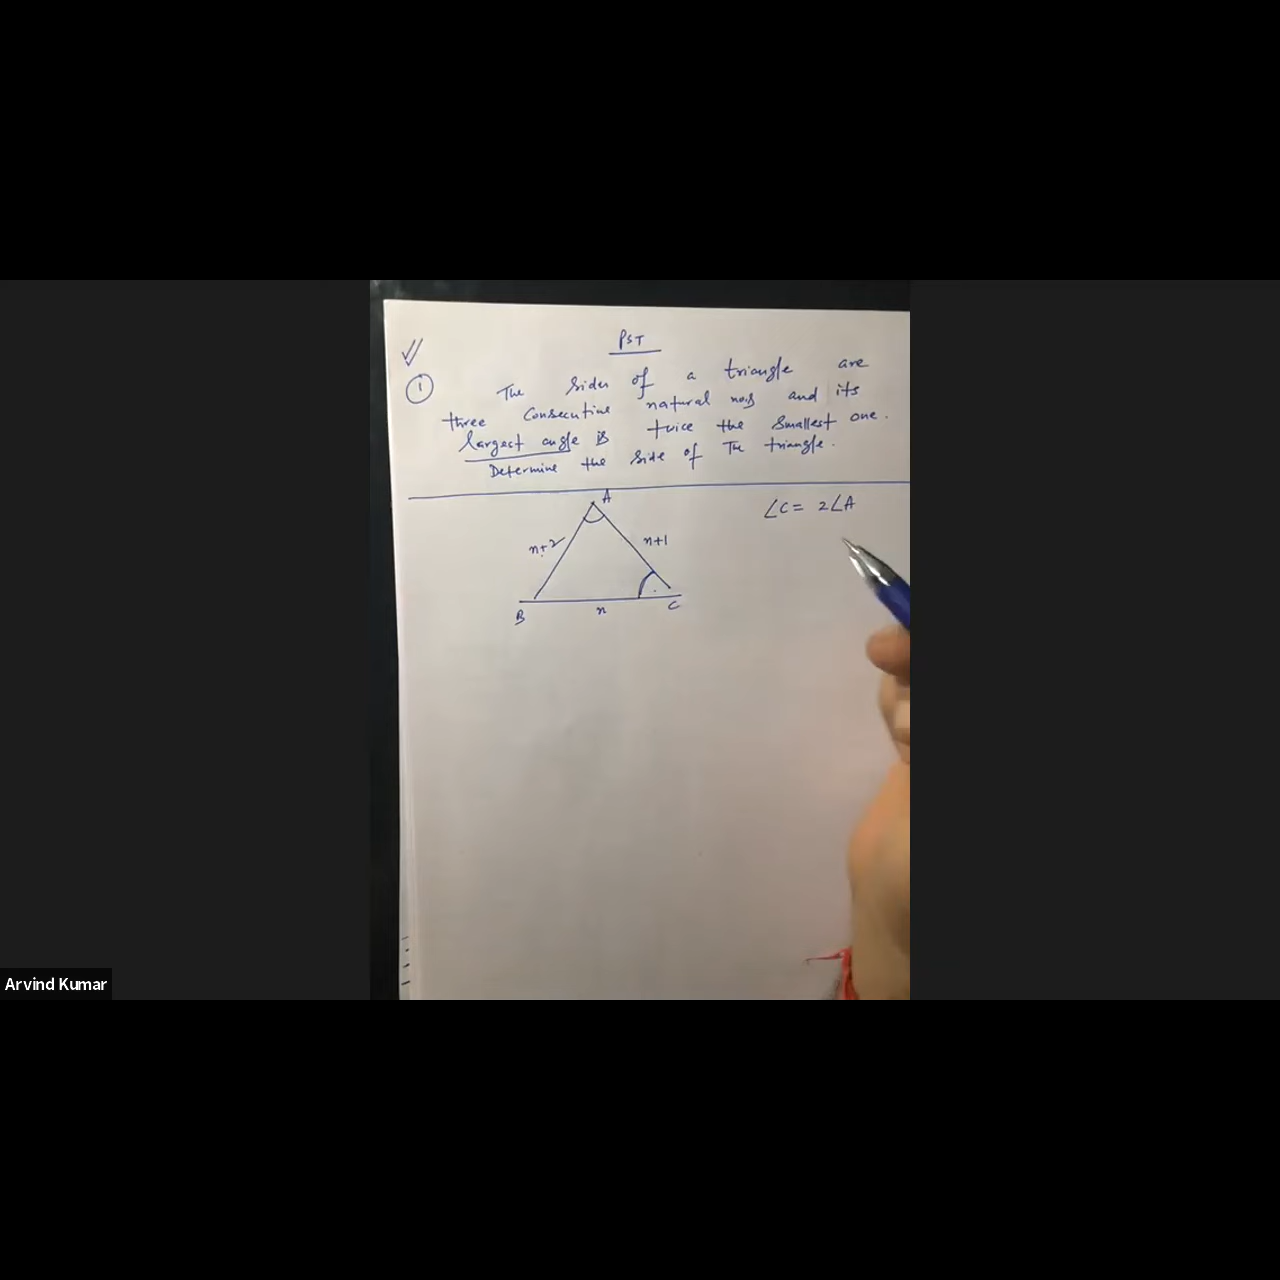 PST
1 The sides of a triangle are
three consecutive natural nos and its
largest angle is twice the smallest one.
Determine the side of The triangle.
A
∠C = 2∠A
n+2
n+1
B
n
C
Arvind Kumar